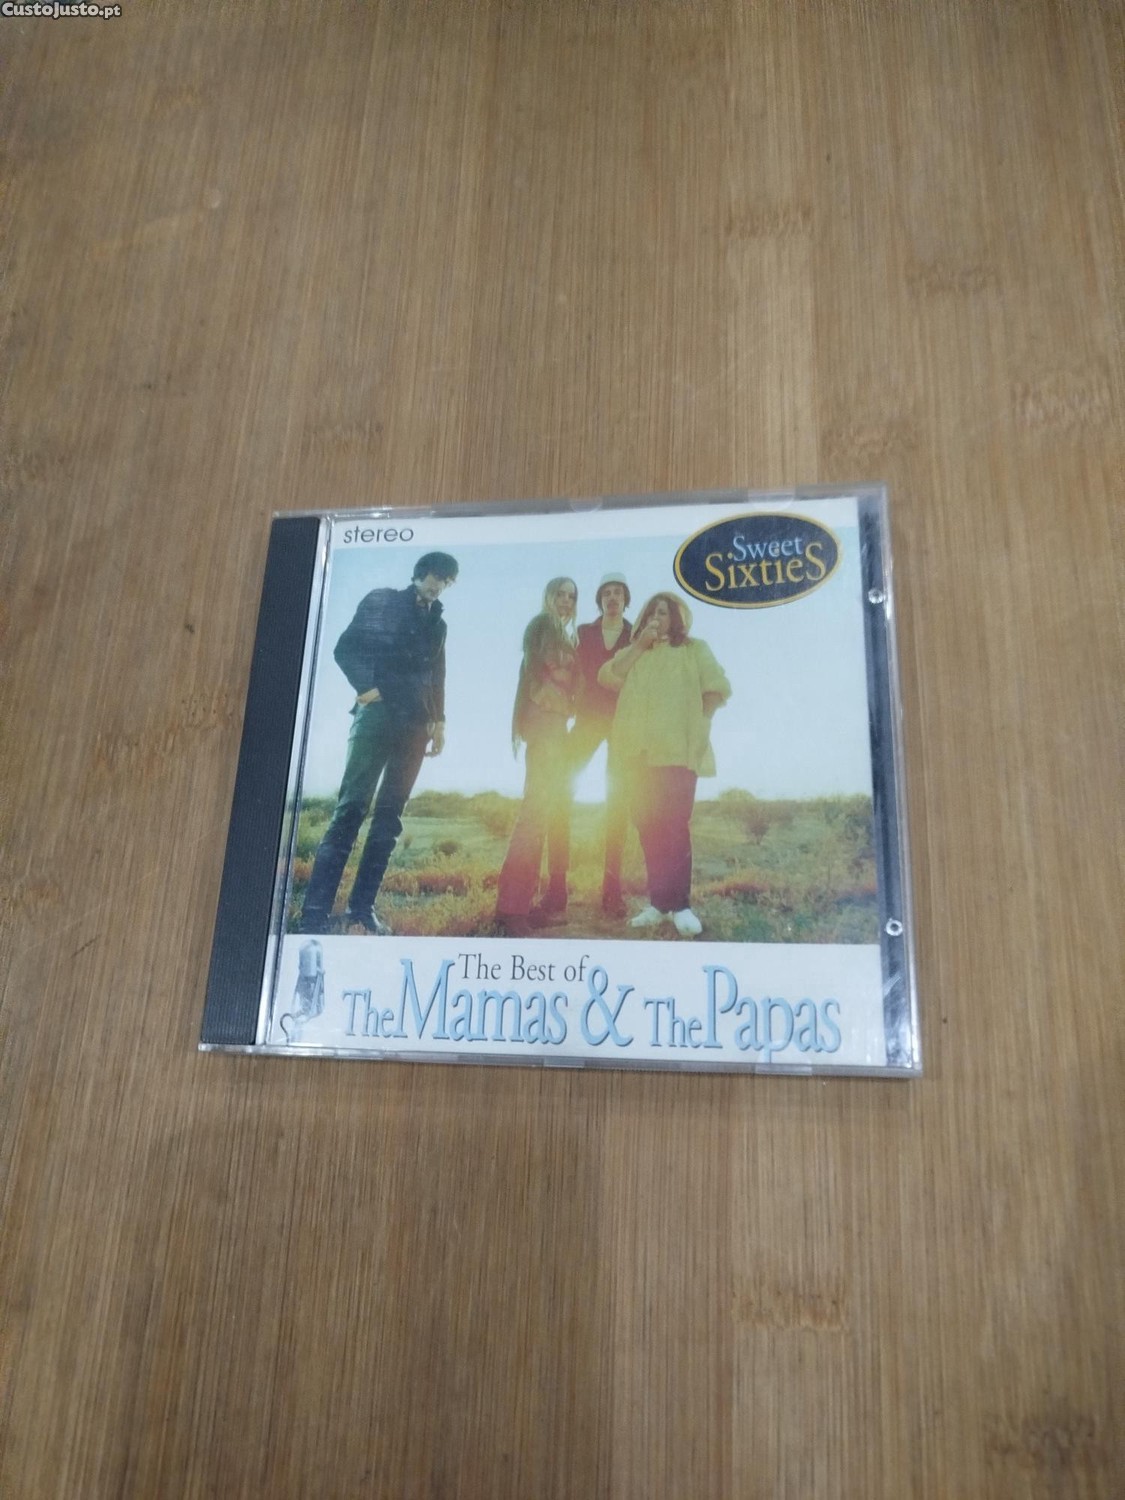 CustoJusto.pt
stereo
Sweet
SixtieS
The Best of
The Mamas & The Papas